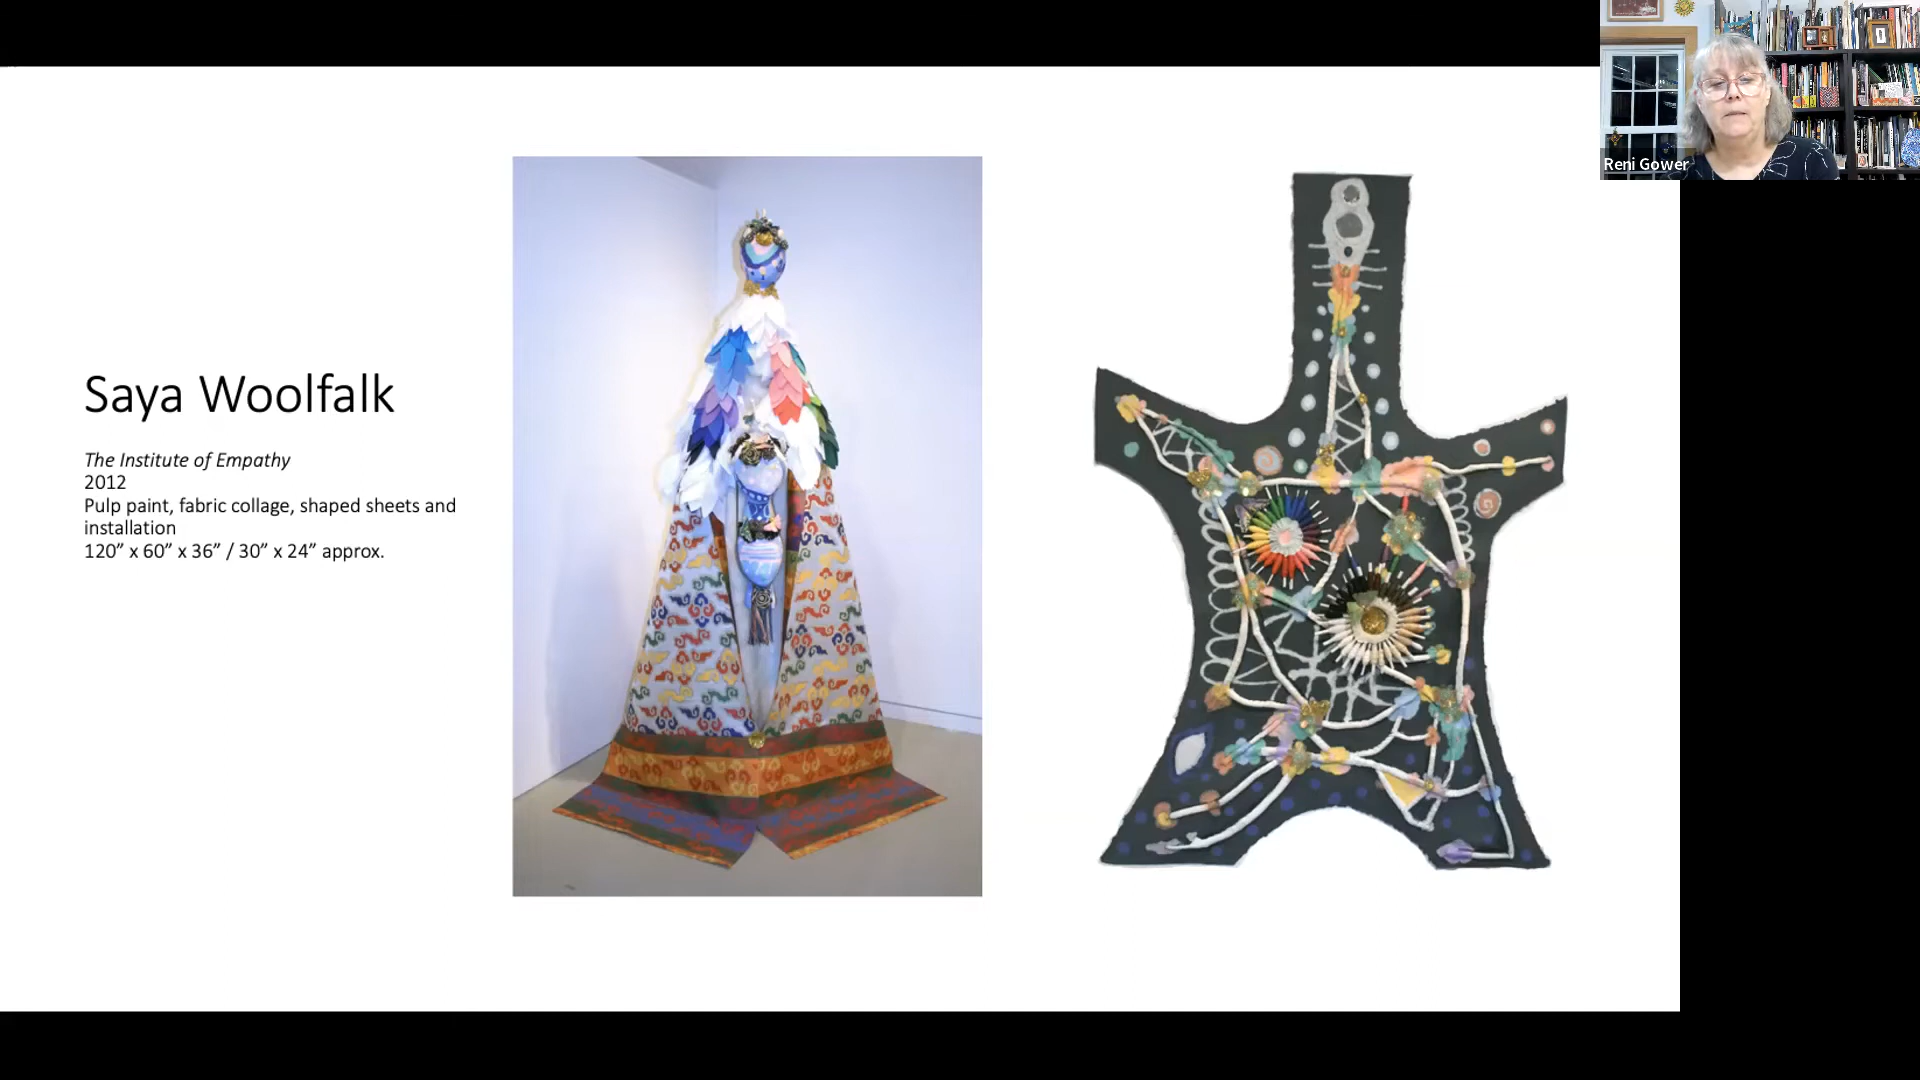 Reni Gower
Saya Woolfalk
The Institute of Empathy
2012
Pulp paint, fabric collage, shaped sheets and
installation
120” x 60” x 36” / 30” x 24” approx.